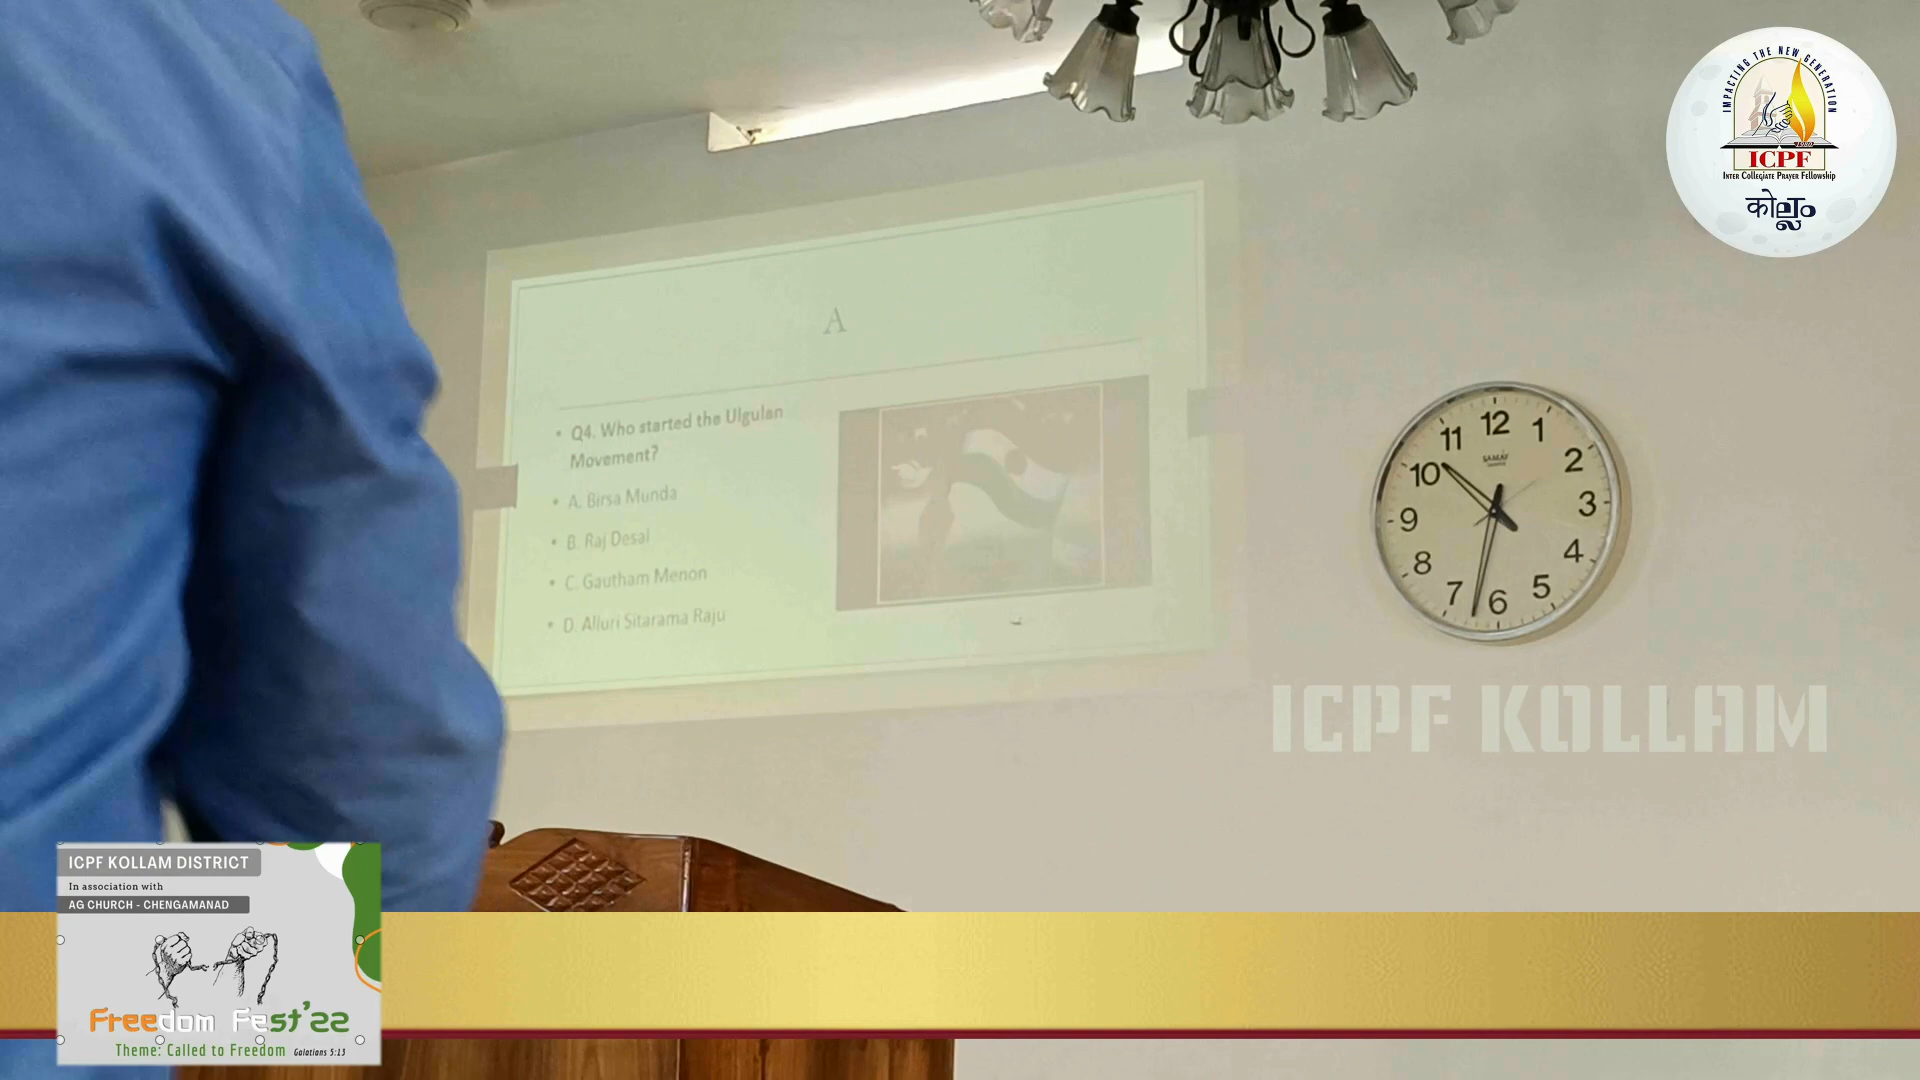 IMPACTING THE NEW GENERATION
ICPF
INTER COLLEGIATE PRAYER FELLOWSHIP
कोല്ലം
A
• Q4. Who started the Ulgulan
Movement?
• A. Birsa Munda
• B. Raj Desai
• C. Gautham Menon
• D. Alluri Sitarama Raju
12
1
2
3
4
5
6
7
8
9
10
11
SAMAY
ICPF KOLLAM
ICPF KOLLAM DISTRICT
In association with
AG CHURCH - CHENGAMANAD
Freedom Fest'22
Theme: Called to Freedom Galatians 5:13